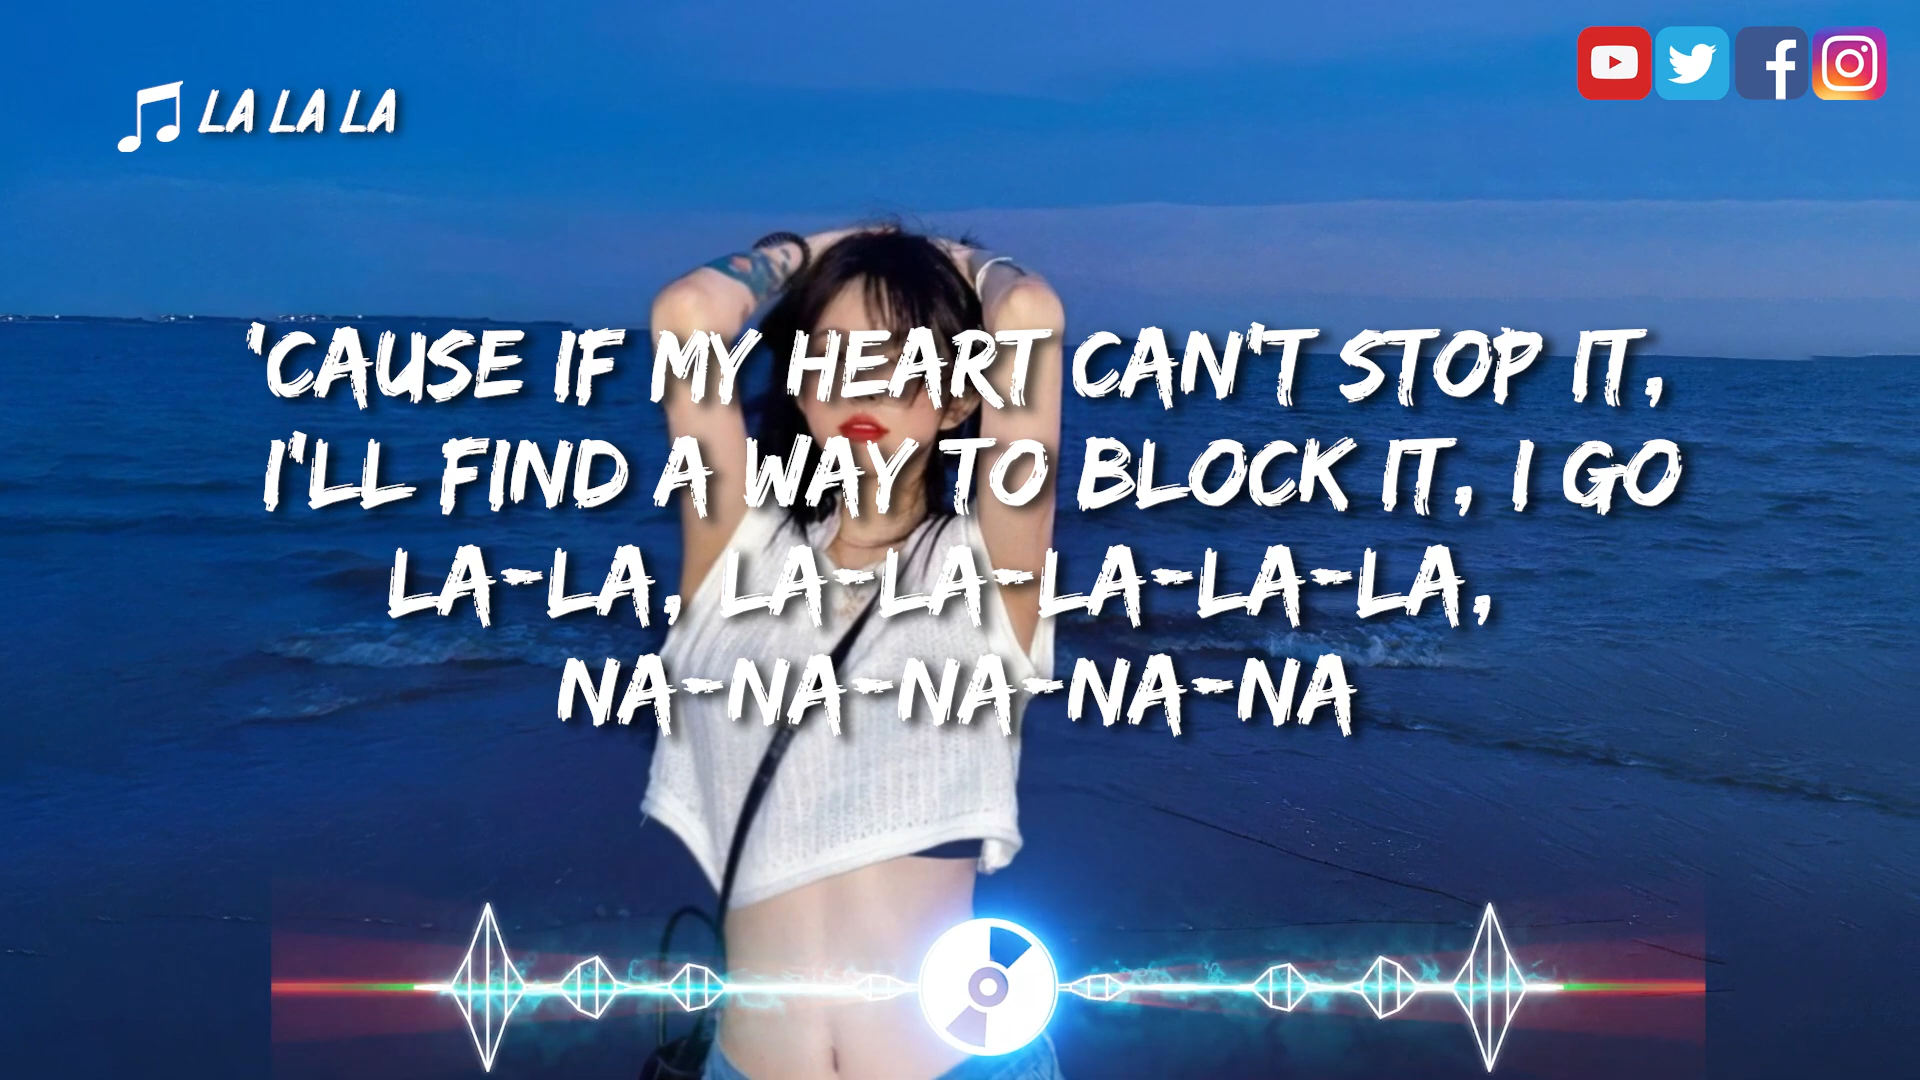 LA LA LA
'CAUSE IF MY HEART CAN'T STOP IT,
I'LL FIND A WAY TO BLOCK IT, I GO
LA-LA, LA-LA-LA-LA-LA,
NA-NA-NA-NA-NA